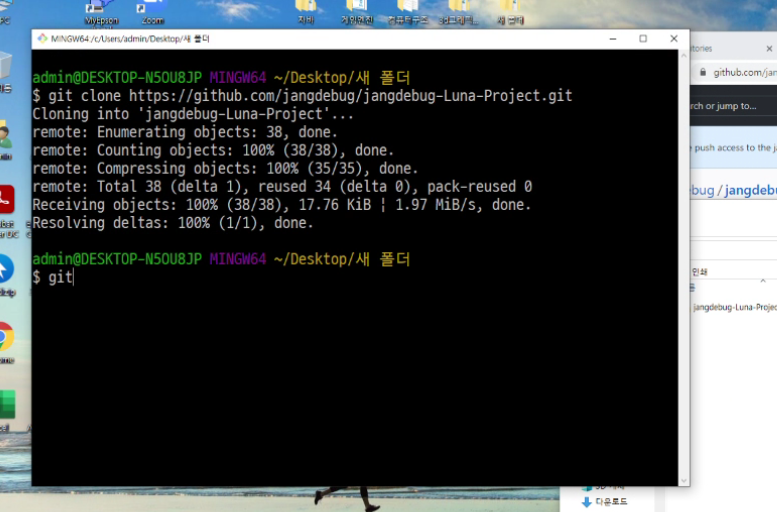 MyEpson
Zoom
자바
게임엔진
컴퓨터구조
3d그래픽...
새 폴더
MINGW64:/c/Users/admin/Desktop/새 폴더
admin@DESKTOP-N5OU8JP MINGW64 ~/Desktop/새 폴더
$ git clone https://github.com/jangdebug/jangdebug-Luna-Project.git
Cloning into 'jangdebug-Luna-Project'...
remote: Enumerating objects: 38, done.
remote: Counting objects: 100% (38/38), done.
remote: Compressing objects: 100% (35/35), done.
remote: Total 38 (delta 1), reused 34 (delta 0), pack-reused 0
Receiving objects: 100% (38/38), 17.76 KiB ¦ 1.97 MiB/s, done.
Resolving deltas: 100% (1/1), done.
admin@DESKTOP-N5OU8JP MINGW64 ~/Desktop/새 폴더
$ git
itories
github.com/jan
rch or jump to...
push access to the ja
bug / jangdebu
인쇄
jangdebug-Luna-Projec
다운로드